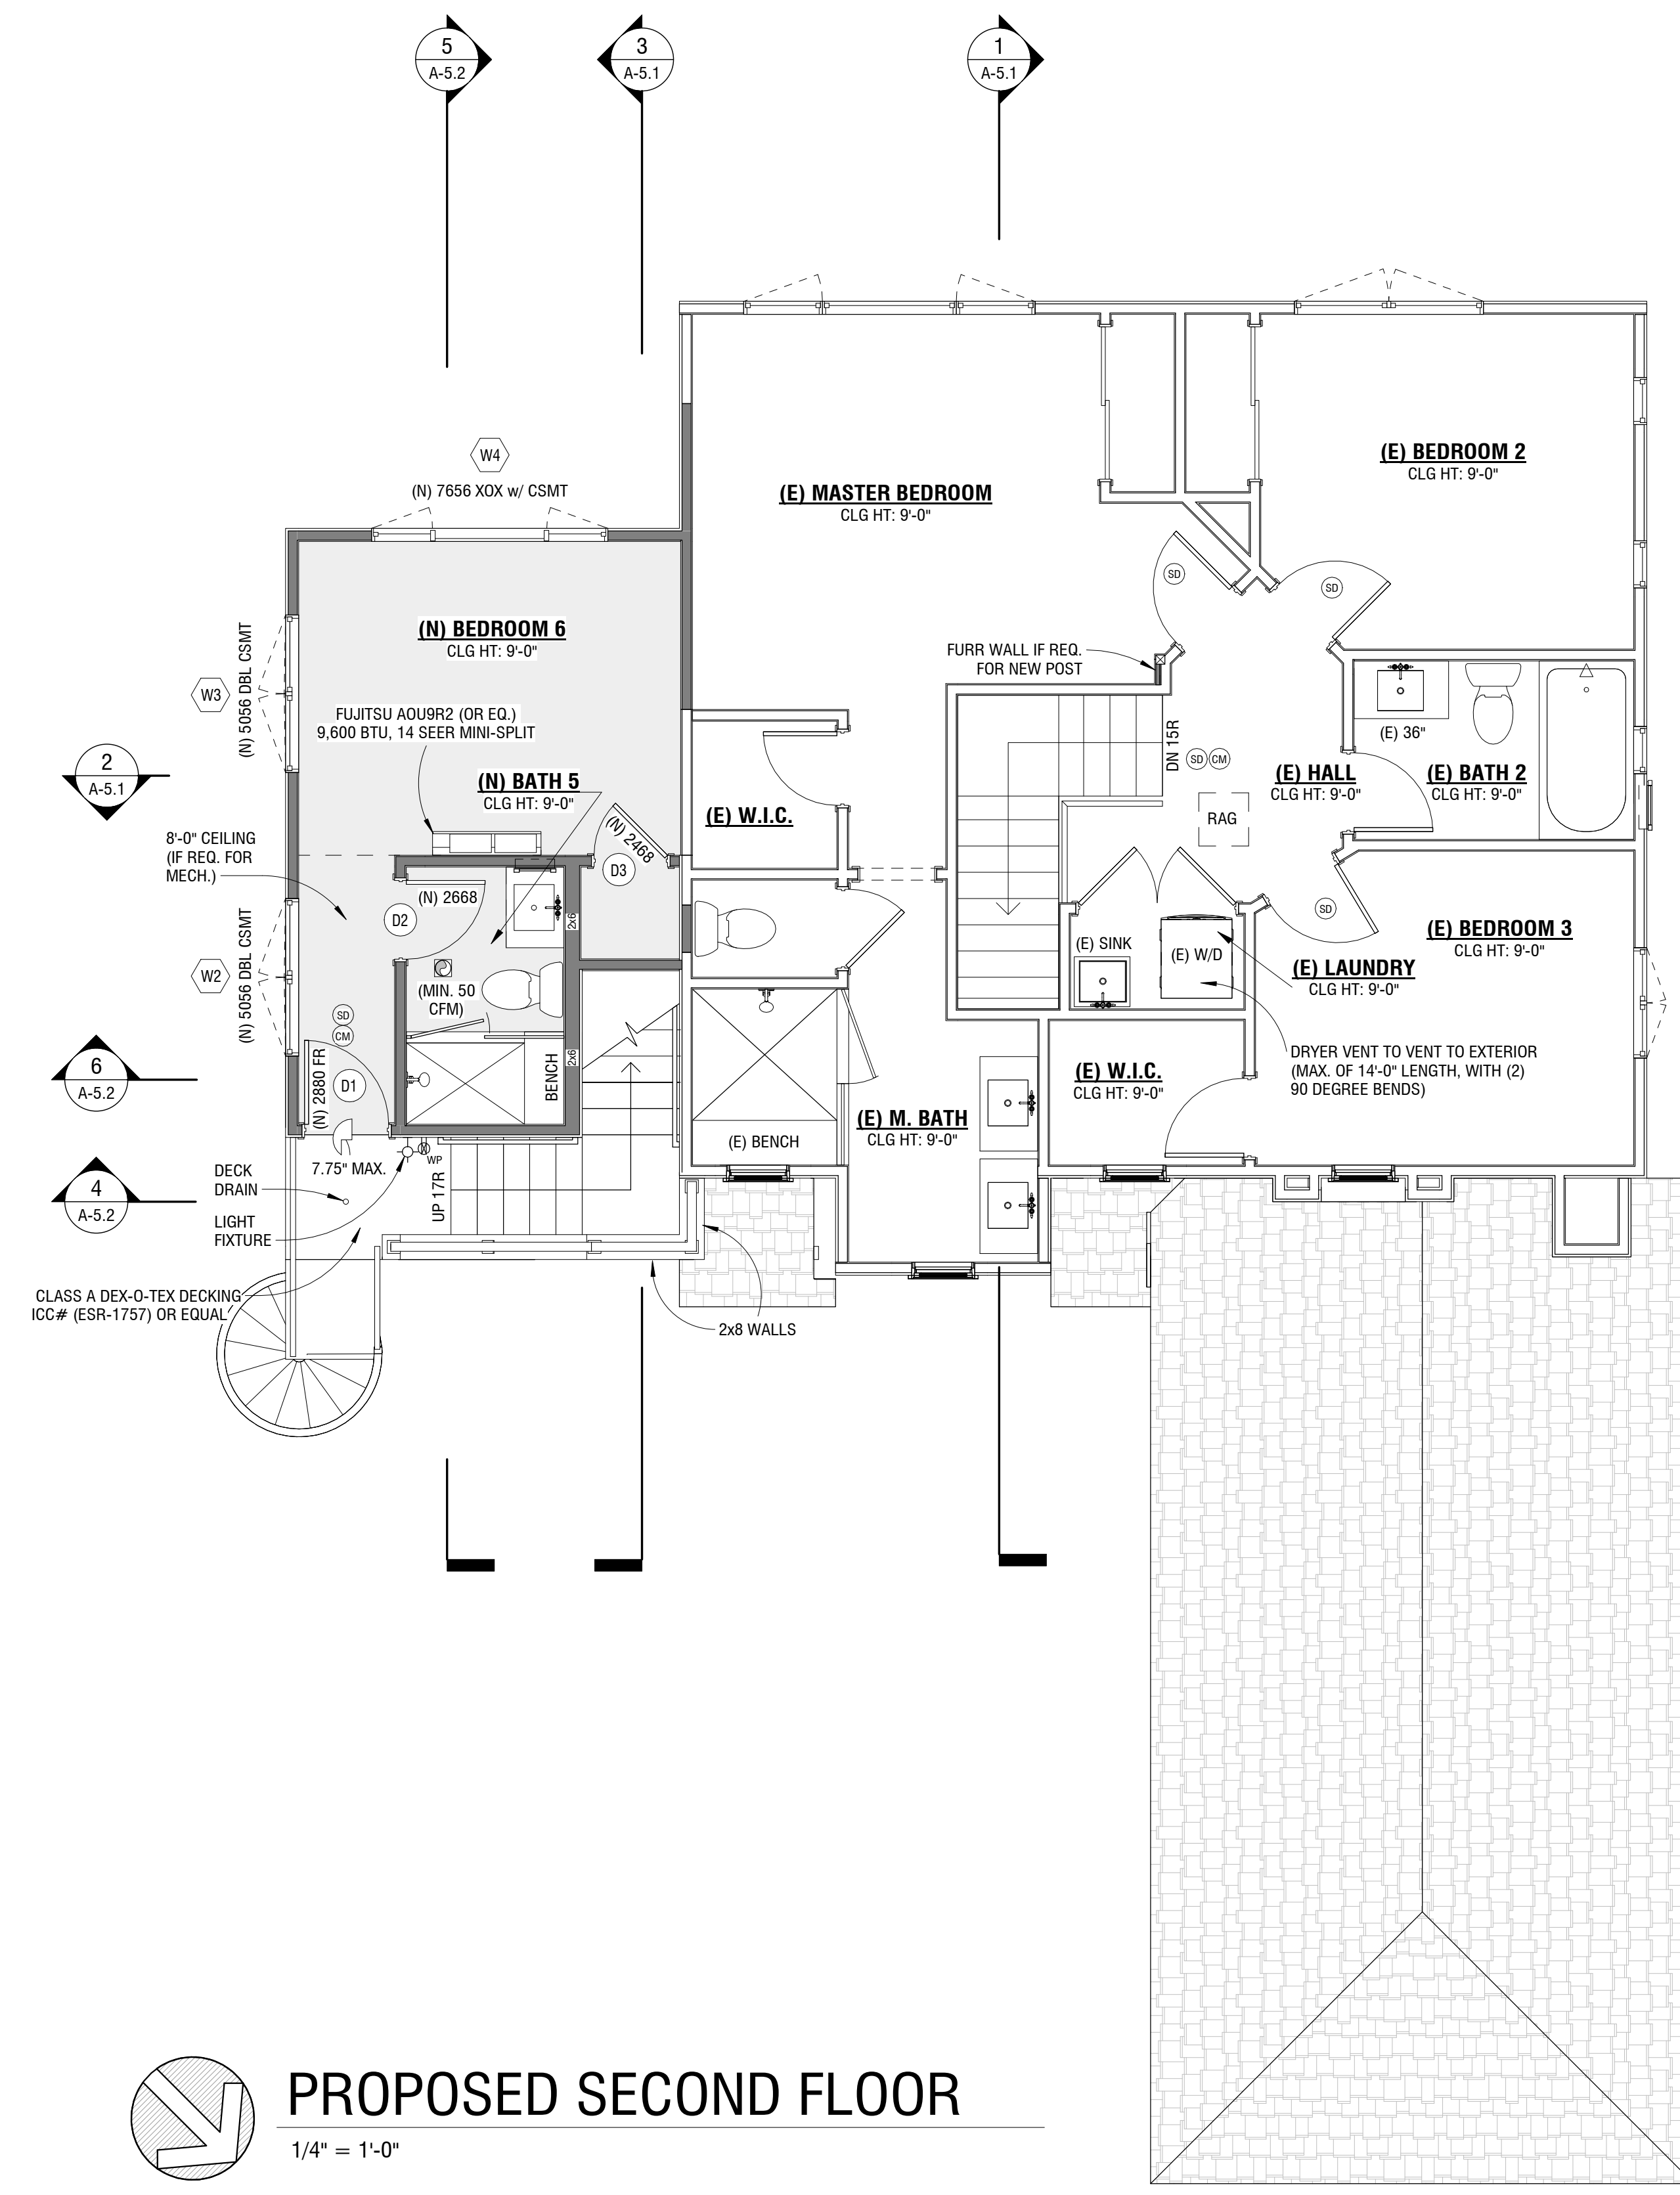 5
A-5.2
3
A-5.1
1
A-5.1
W4
(N) 7656 XOX w/ CSMT
(E) MASTER BEDROOM
CLG HT: 9'-0"
(E) BEDROOM 2
CLG HT: 9'-0"
SD
SD
(N) BEDROOM 6
CLG HT: 9'-0"
W3
(N) 5056 DBL CSMT
FURR WALL IF REQ.
FOR NEW POST
FUJITSU AOU9R2 (OR EQ.)
9,600 BTU, 14 SEER MINI-SPLIT
2
A-5.1
(N) BATH 5
CLG HT: 9'-0"
(E) W.I.C.
DN 15R
SD
CM
(E) HALL
CLG HT: 9'-0"
(E) 36"
(E) BATH 2
CLG HT: 9'-0"
RAG
8'-0" CEILING
(IF REQ. FOR
MECH.)
(N) 2468
D3
(N) 2668
D2
2x6
W2
(N) 5056 DBL CSMT
(MIN. 50
CFM)
SD
CM
SD
(E) BEDROOM 3
CLG HT: 9'-0"
(E) SINK
(E) W/D
(E) LAUNDRY
CLG HT: 9'-0"
6
A-5.2
(N) 2880 FR
D1
BENCH
2x6
(E) W.I.C.
CLG HT: 9'-0"
DRYER VENT TO VENT TO EXTERIOR
(MAX. OF 14'-0" LENGTH, WITH (2)
90 DEGREE BENDS)
(E) M. BATH
CLG HT: 9'-0"
(E) BENCH
4
A-5.2
DECK
DRAIN
7.75" MAX.
WP
UP 17R
LIGHT
FIXTURE
CLASS A DEX-O-TEX DECKING
ICC# (ESR-1757) OR EQUAL
2x8 WALLS
PROPOSED SECOND FLOOR
1/4" = 1'-0"